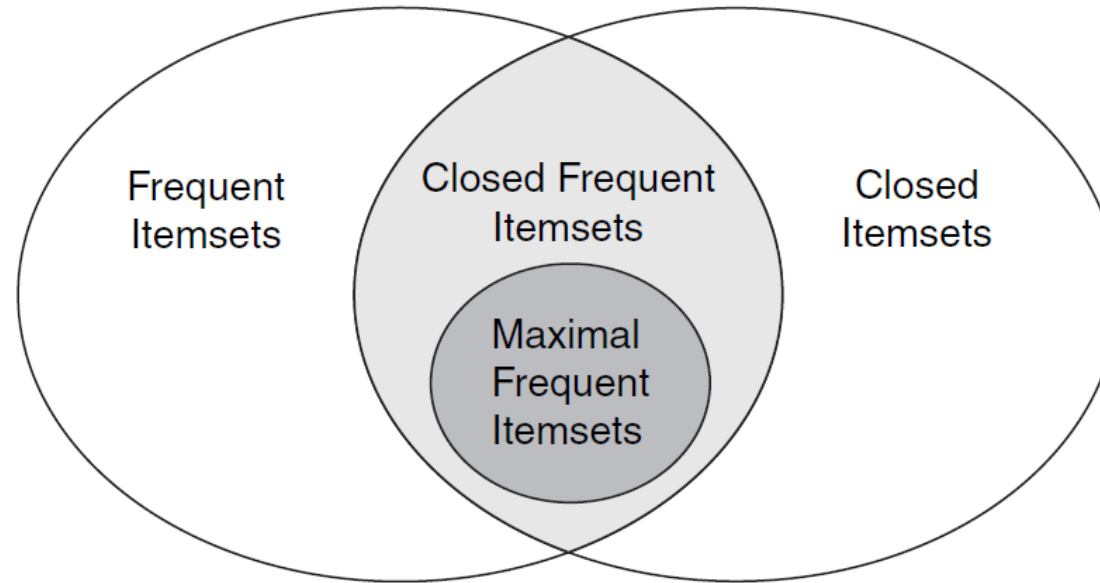 Frequent
Itemsets
Closed Frequent
Itemsets
Maximal
Frequent
Itemsets
Closed
Itemsets